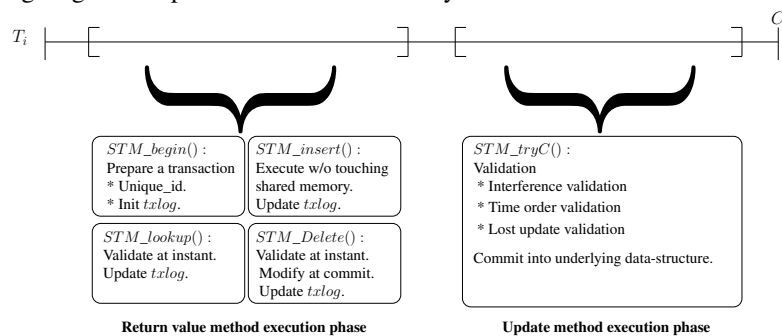 T_i
C
STM_begin() :
Prepare a transaction
* Unique_id.
* Init txlog.
STM_insert() :
Execute w/o touching
shared memory.
Update txlog.
STM_lookup() :
Validate at instant.
Update txlog.
STM_Delete() :
Validate at instant.
Modify at commit.
Update txlog.
STM_tryC() :
Validation
* Interference validation
* Time order validation
* Lost update validation
Commit into underlying data-structure.
Return value method execution phase
Update method execution phase